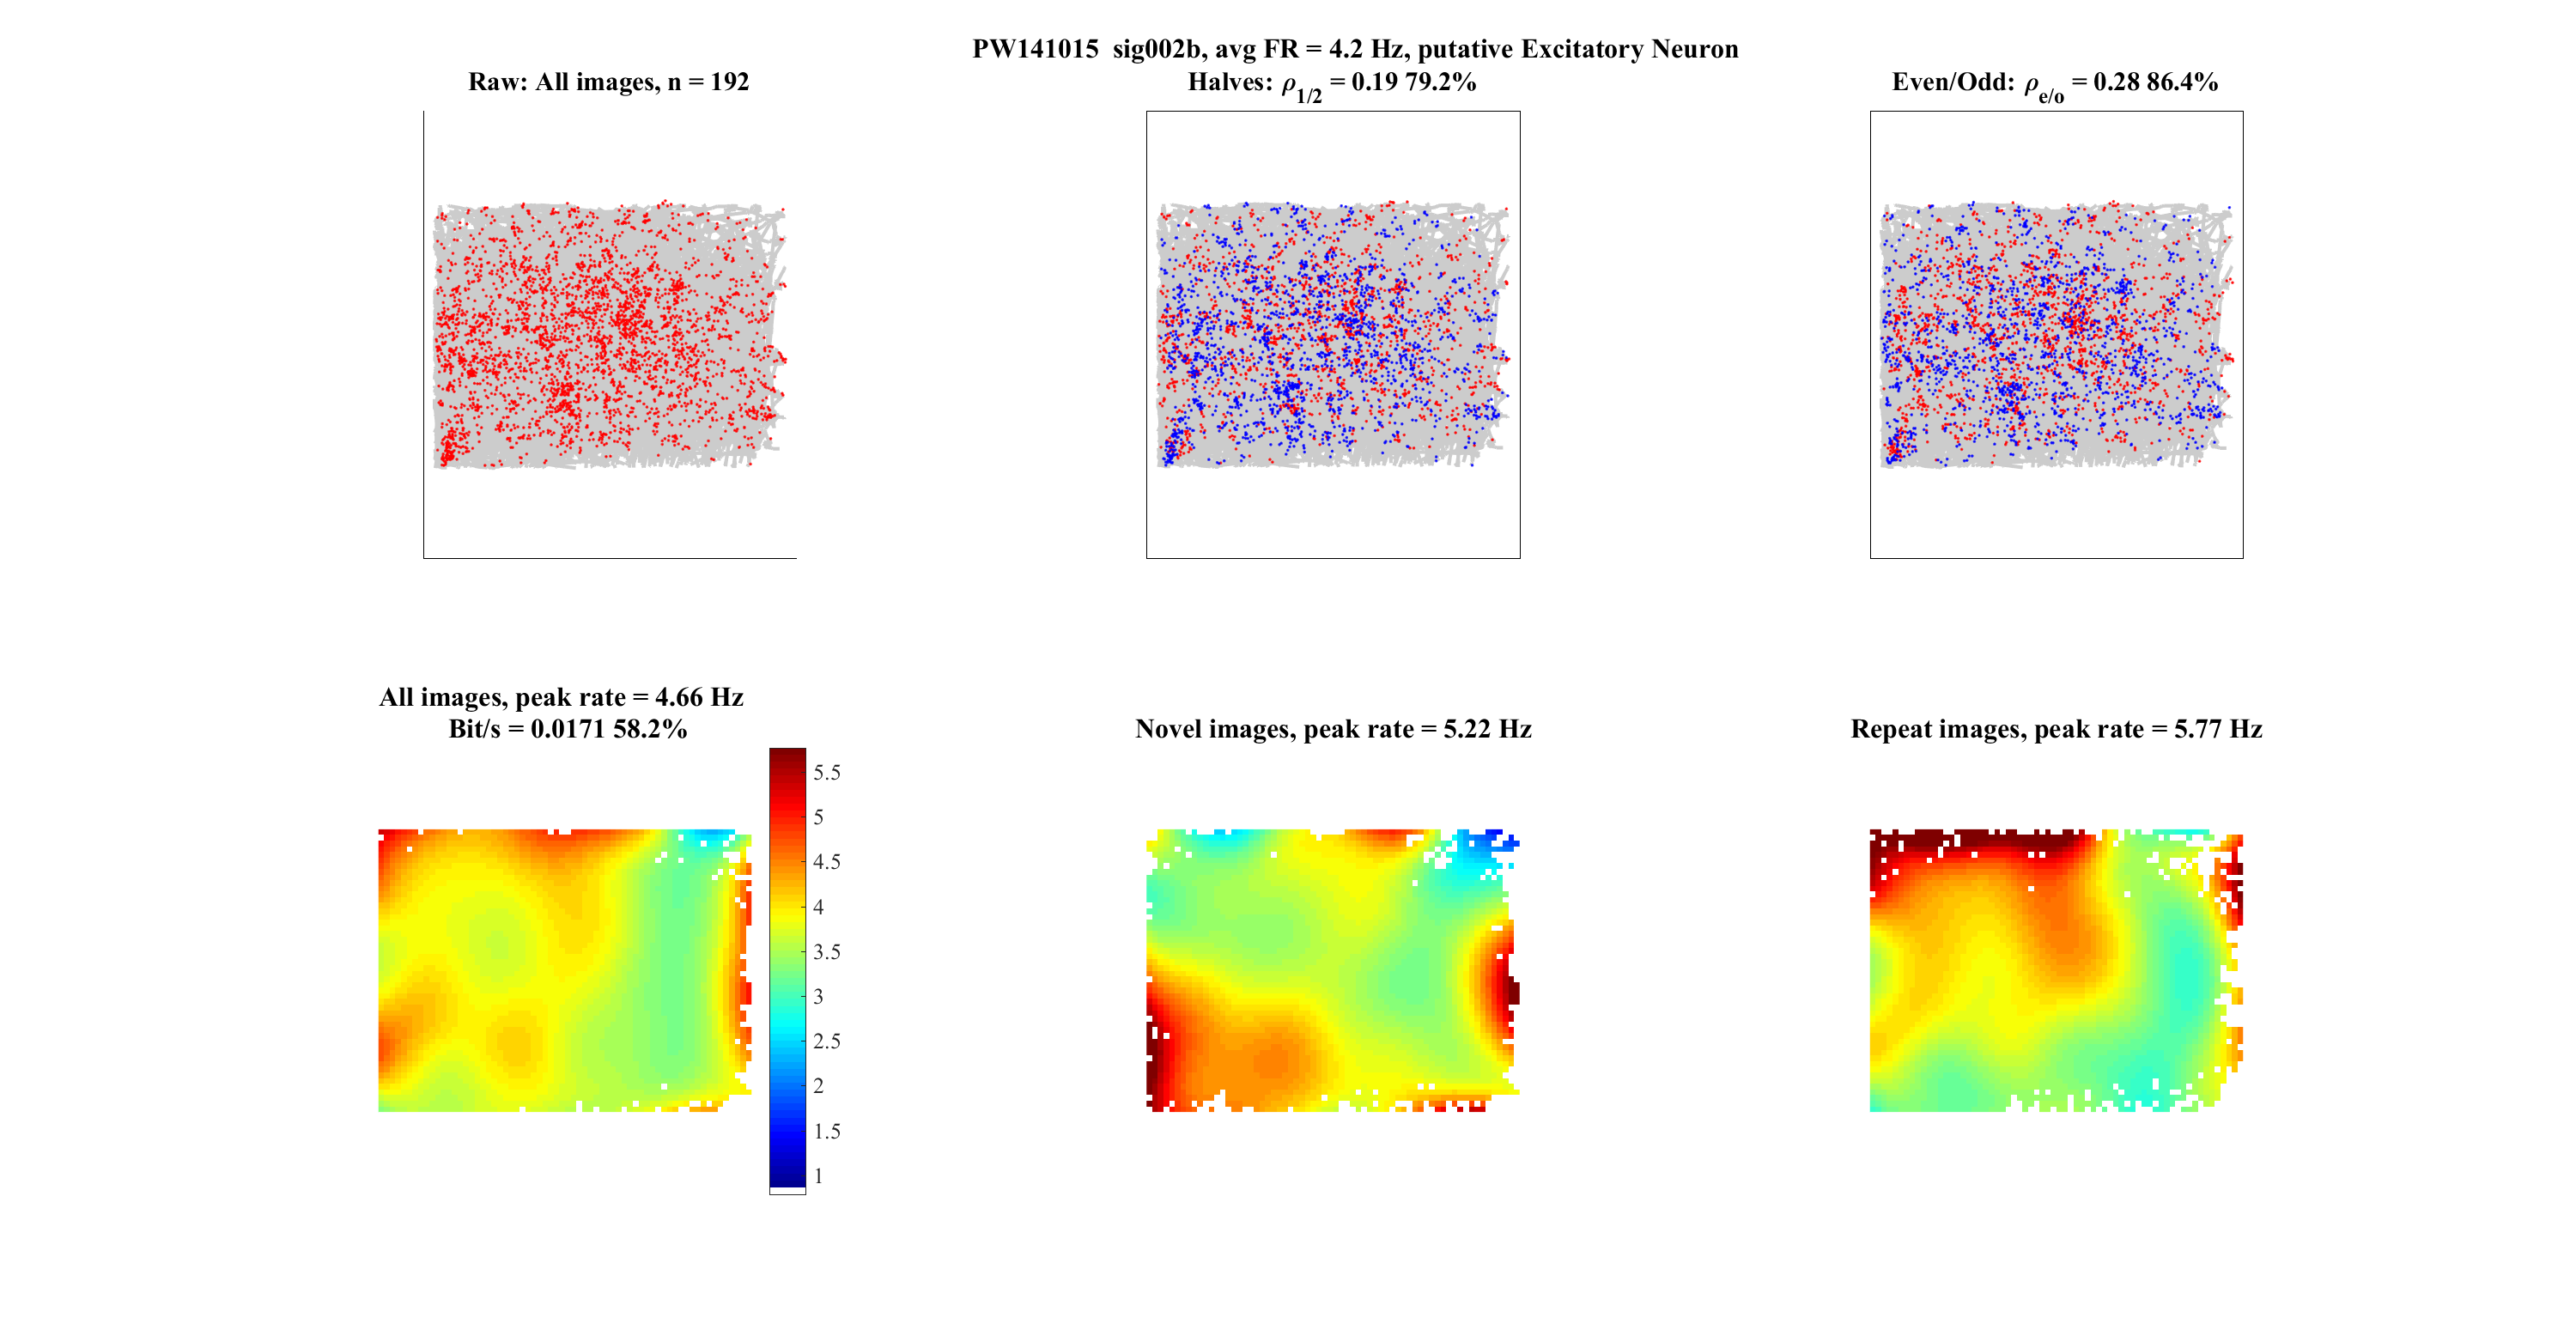 PW141015  sig002b, avg FR = 4.2 Hz, putative Excitatory Neuron
Raw: All images, n = 192
Halves: ρ1/2 = 0.19 79.2%
Even/Odd: ρe/o = 0.28 86.4%
All images, peak rate = 4.66 Hz
Bit/s = 0.0171 58.2%
Novel images, peak rate = 5.22 Hz
Repeat images, peak rate = 5.77 Hz
5.5
5
4.5
4
3.5
3
2.5
2
1.5
1